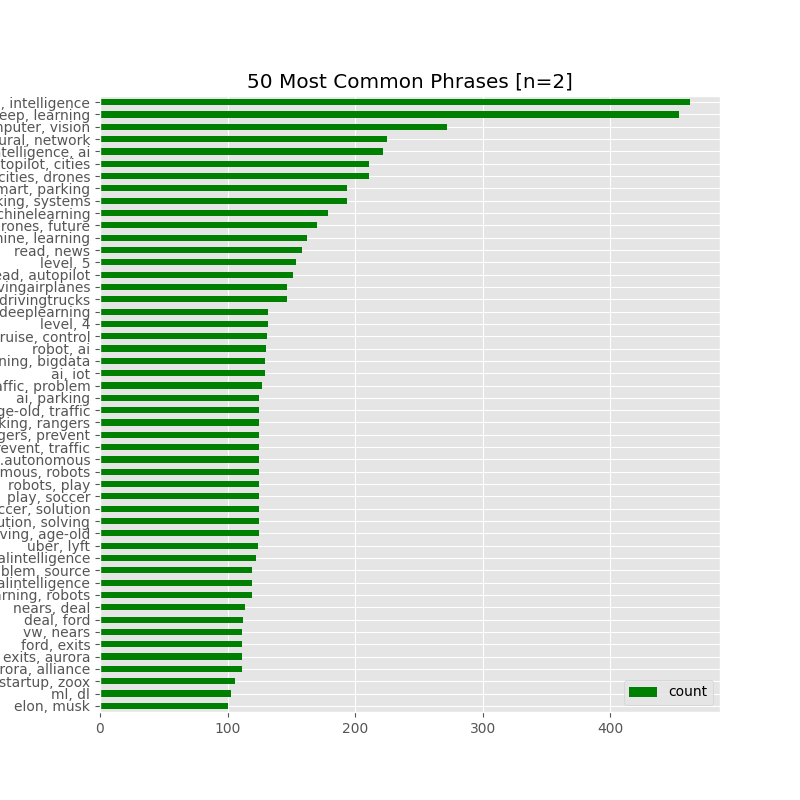 50 Most Common Phrases [n=2]
, intelligence
eep, learning
nputer, vision
ural, network
telligence, ai
topilot, cities
cities, drones
mart, parking
king, systems
chinelearning
rones, future
hine, learning
read, news
level, 5
ead, autopilot
vingairplanes
drivingtrucks
deeplearning
level, 4
ruise, control
robot, ai
ning, bigdata
ai, iot
affic, problem
ai, parking
ge-old, traffic
king, rangers
gers, prevent
revent, traffic
.autonomous
mous, robots
robots, play
play, soccer
ccer, solution
ution, solving
ving, age-old
uber, lyft
alintelligence
blem, source
alintelligence
arning, robots
nears, deal
deal, ford
vw, nears
ford, exits
exits, aurora
rora, alliance
startup, zoox
ml, dl
elon, musk
count
0 100 200 300 400